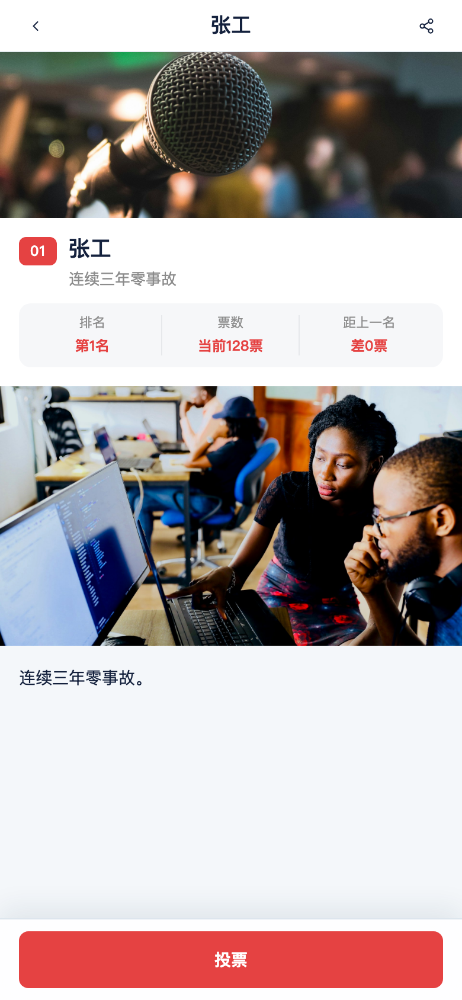 张工
01
张工
连续三年零事故
排名
票数
距上一名
第1名
当前128票
差0票
连续三年零事故。
投票